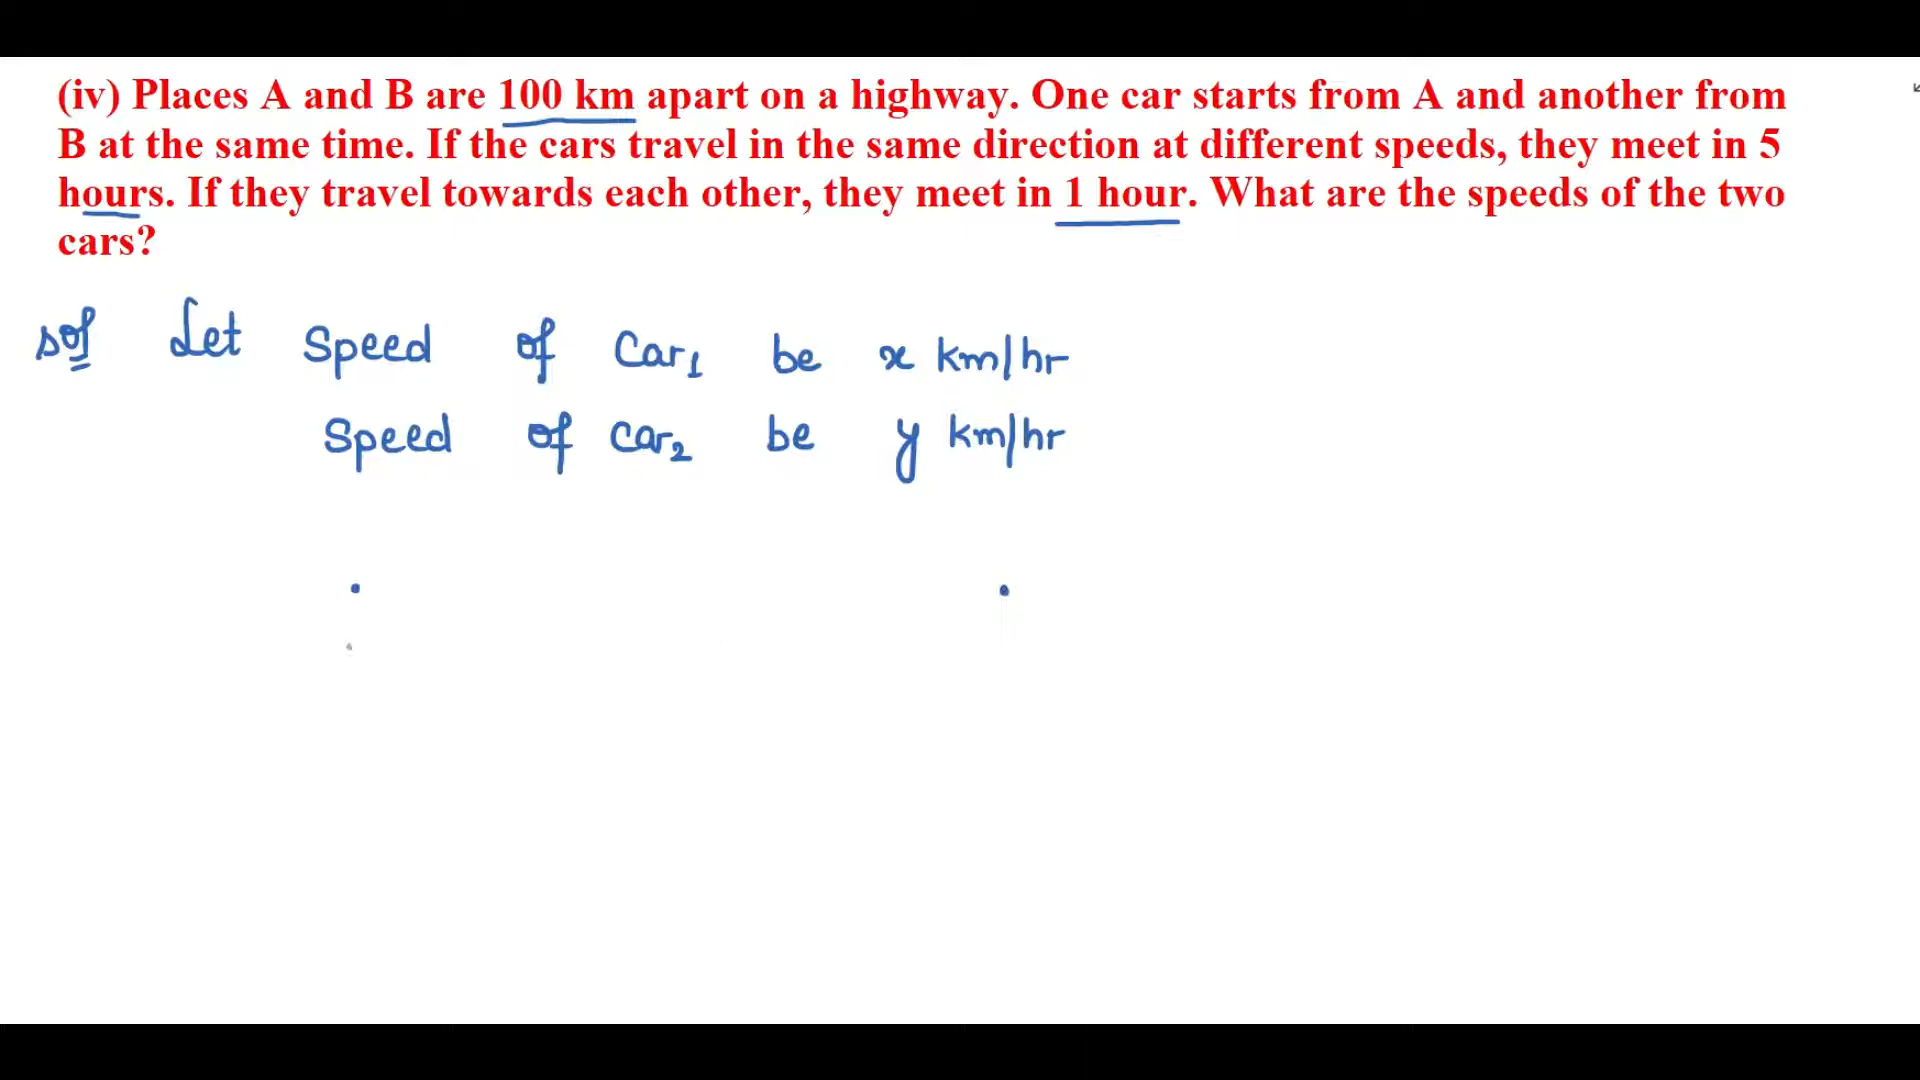 (iv) Places A and B are 100 km apart on a highway. One car starts from A and another from
B at the same time. If the cars travel in the same direction at different speeds, they meet in 5
hours. If they travel towards each other, they meet in 1 hour. What are the speeds of the two
cars?
Sol Let Speed of Car₁ be x km/hr
Speed of car₂ be y km/hr